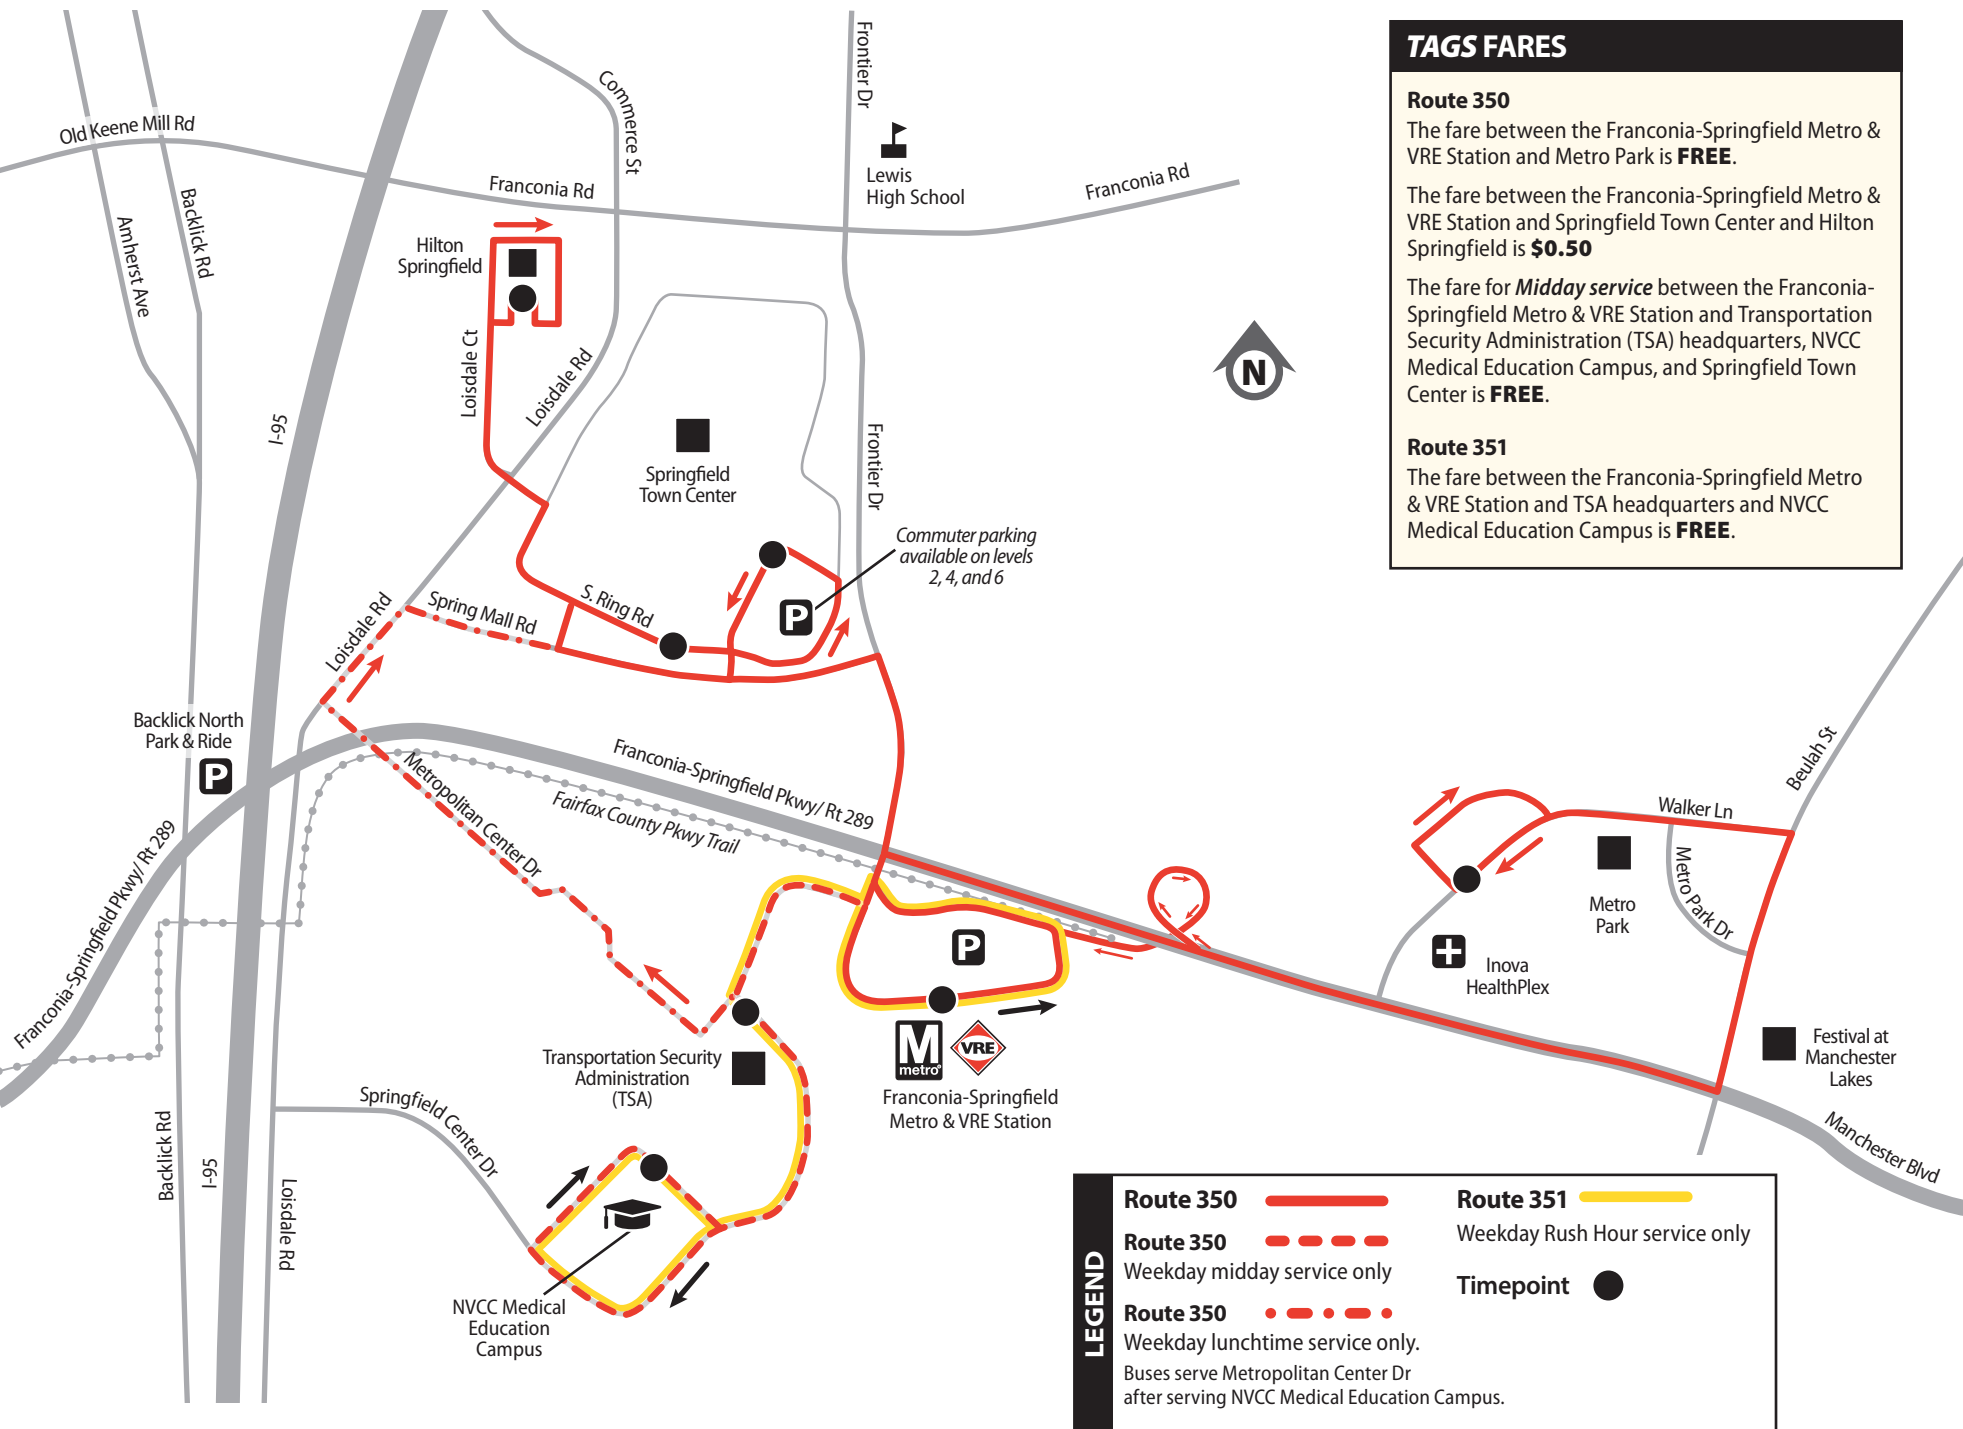 TAGS FARES
Route 350
The fare between the Franconia-Springfield Metro &
VRE Station and Metro Park is FREE.
The fare between the Franconia-Springfield Metro &
VRE Station and Springfield Town Center and Hilton
Springfield is $0.50
The fare for Midday service between the Franconia-
Springfield Metro & VRE Station and Transportation
Security Administration (TSA) headquarters, NVCC
Medical Education Campus, and Springfield Town
Center is FREE.
Route 351
The fare between the Franconia-Springfield Metro
& VRE Station and TSA headquarters and NVCC
Medical Education Campus is FREE.
Old Keene Mill Rd
Backlick Rd
Amherst Ave
I-95
Franconia Rd
Commerce St
Frontier Dr
Lewis
High School
Franconia Rd
Hilton
Springfield
Loisdale Ct
Loisdale Rd
N
Springfield
Town Center
Frontier Dr
Commuter parking
available on levels
2, 4, and 6
P
S. Ring Rd
Spring Mall Rd
Loisdale Rd
Backlick North
Park & Ride
P
Franconia-Springfield Pkwy/ Rt 289
Metropolitan Center Dr
Franconia-Springfield Pkwy/ Rt 289
Fairfax County Pkwy Trail
Beulah St
Walker Ln
Metro Park Dr
Metro
Park
Inova
HealthPlex
Festival at
Manchester
Lakes
Manchester Blvd
P
M
metro
VRE
Franconia-Springfield
Metro & VRE Station
Transportation Security
Administration
(TSA)
Springfield Center Dr
Backlick Rd
I-95
Loisdale Rd
NVCC Medical
Education
Campus
LEGEND
Route 350
Route 350
Weekday midday service only
Route 350
Weekday lunchtime service only.
Buses serve Metropolitan Center Dr
after serving NVCC Medical Education Campus.
Route 351
Weekday Rush Hour service only
Timepoint